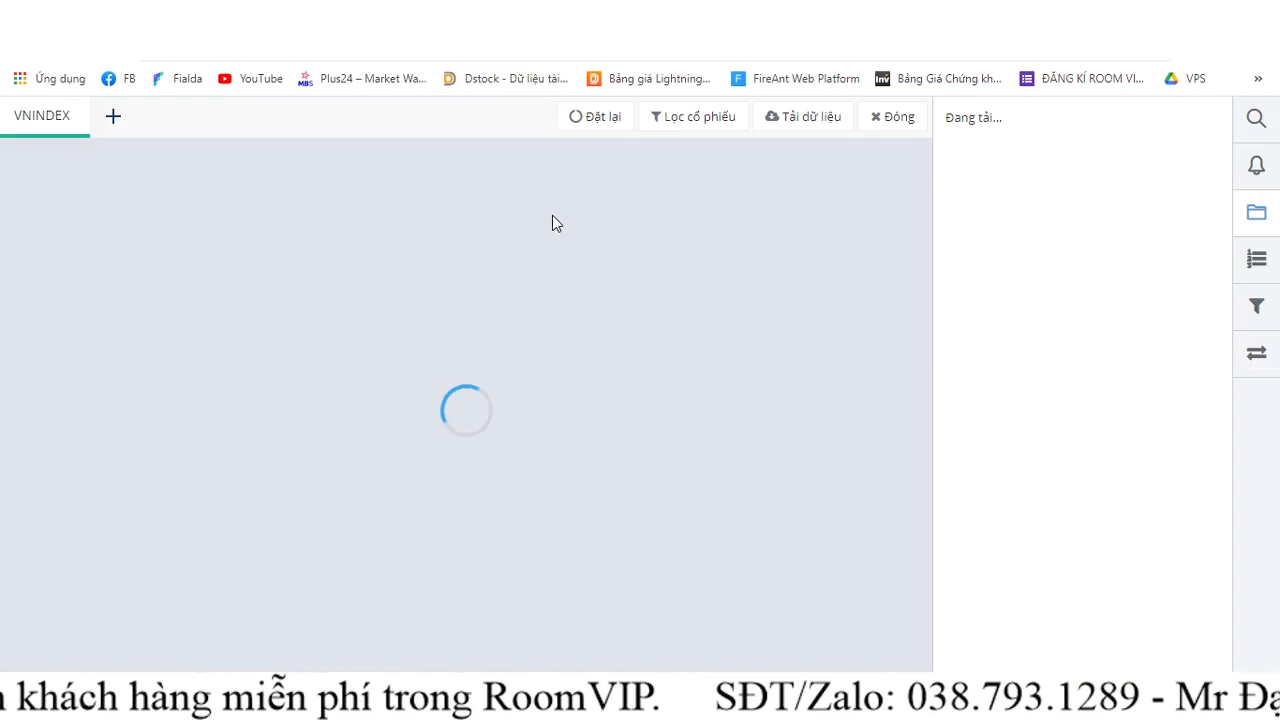 Ứng dụng FB Fialda YouTube MBS Plus24 – Market Wa... Dstock - Dữ liệu tài... Bảng giá Lightning... FireAnt Web Platform Inv Bảng Giá Chứng kh... ĐĂNG KÍ ROOM VI... VPS »
VNINDEX + Đặt lại Lọc cổ phiếu Tải dữ liệu Đóng Đang tải...
khách hàng miễn phí trong RoomVIP. SĐT/Zalo: 038.793.1289 - Mr